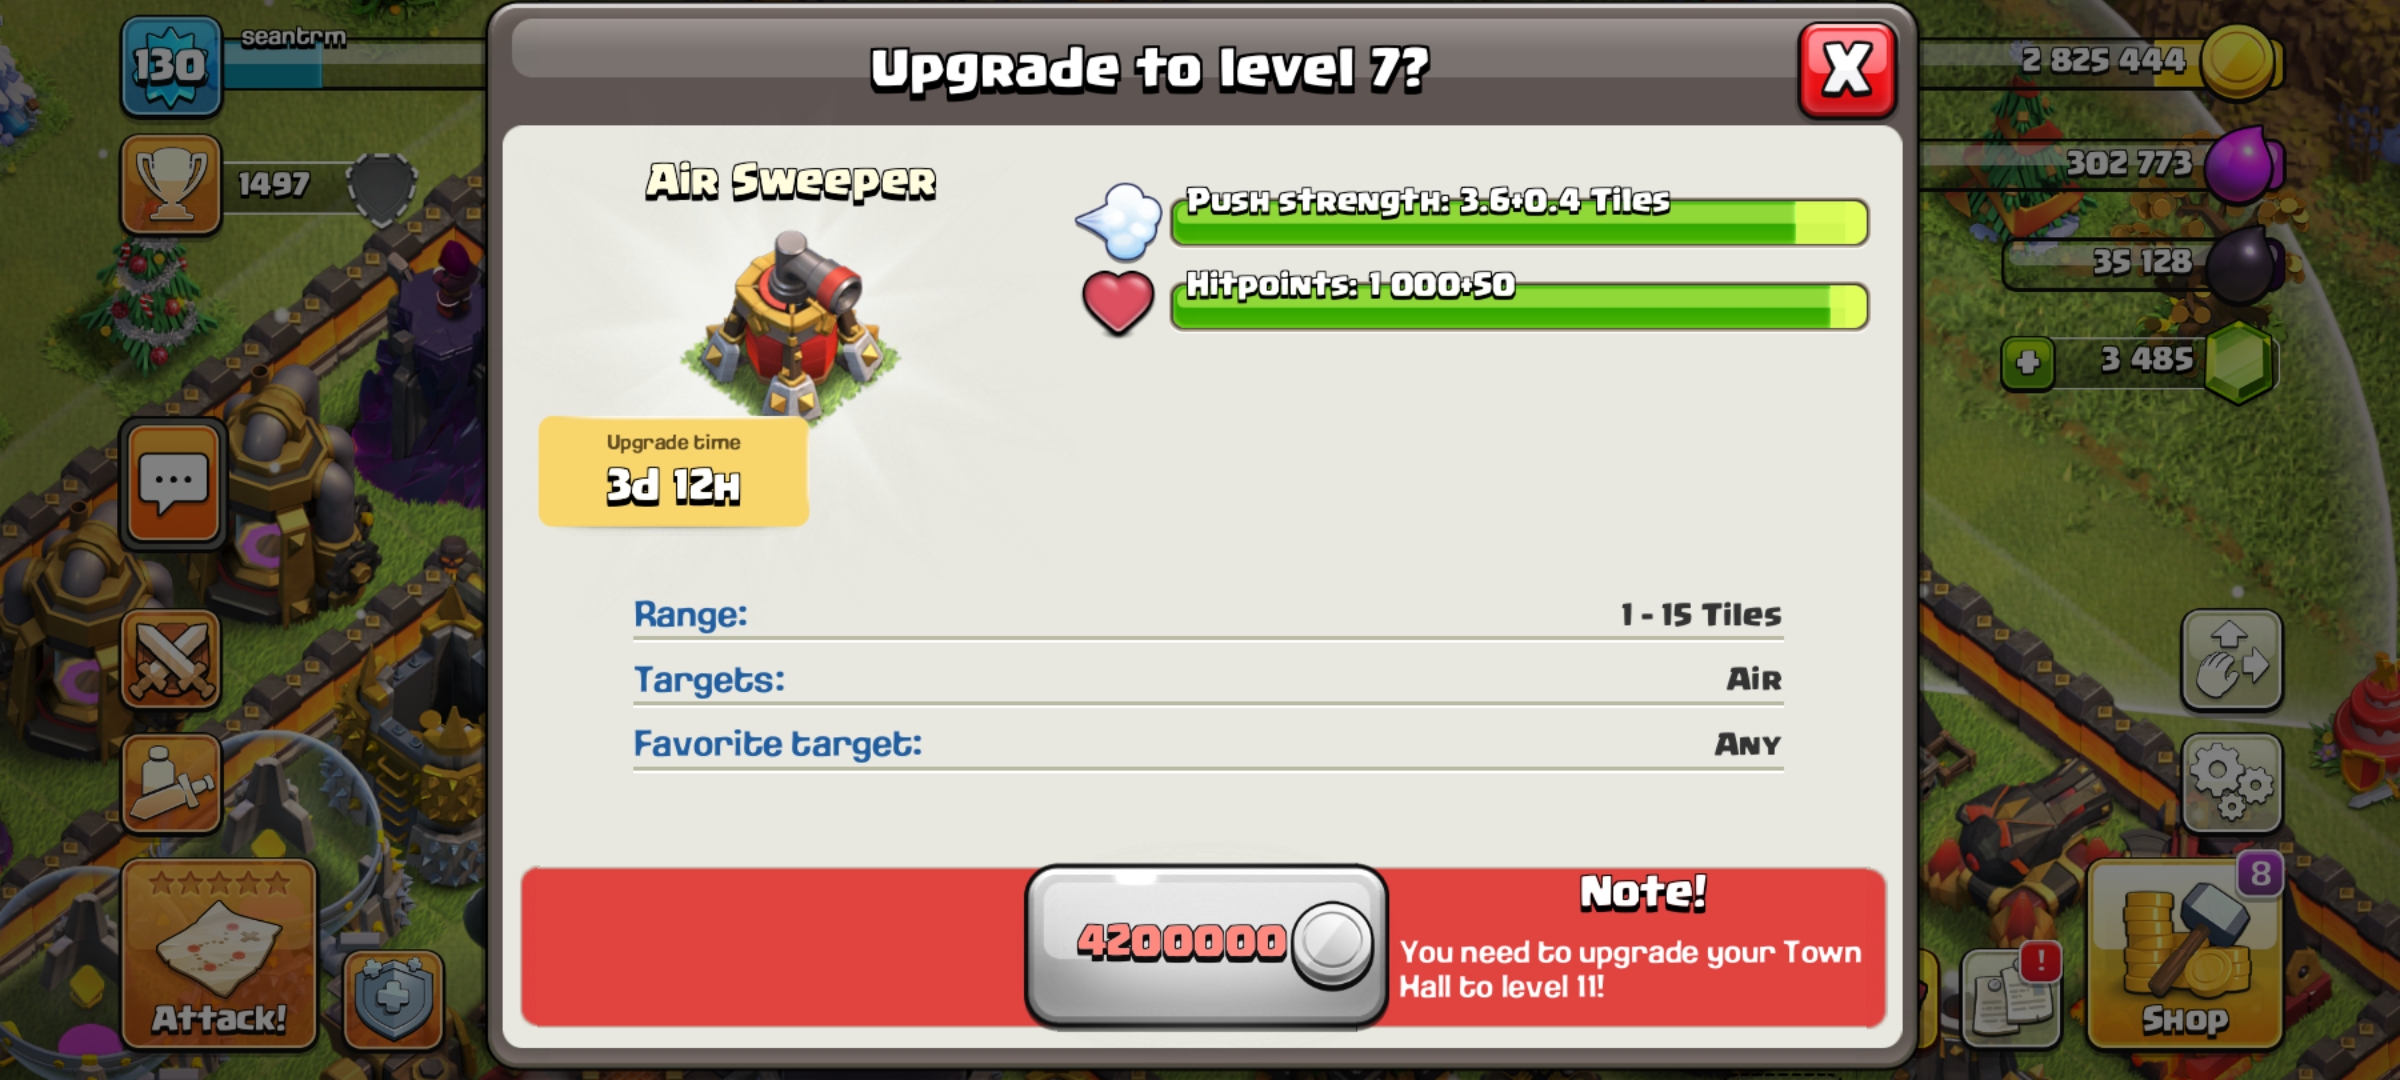 Upgrade to level 7?
X
130
seantrm
1497
2 825 444
302 773
35 128
3 485
Air Sweeper
Push strength: 3.6+0.4 Tiles
Hitpoints: 1 000+50
Upgrade time
3d 12H
Range: 1 - 15 Tiles
Targets: Air
Favorite target: Any
4200000
Note!
You need to upgrade your Town
Hall to level 11!
Attack!
!
8
Shop